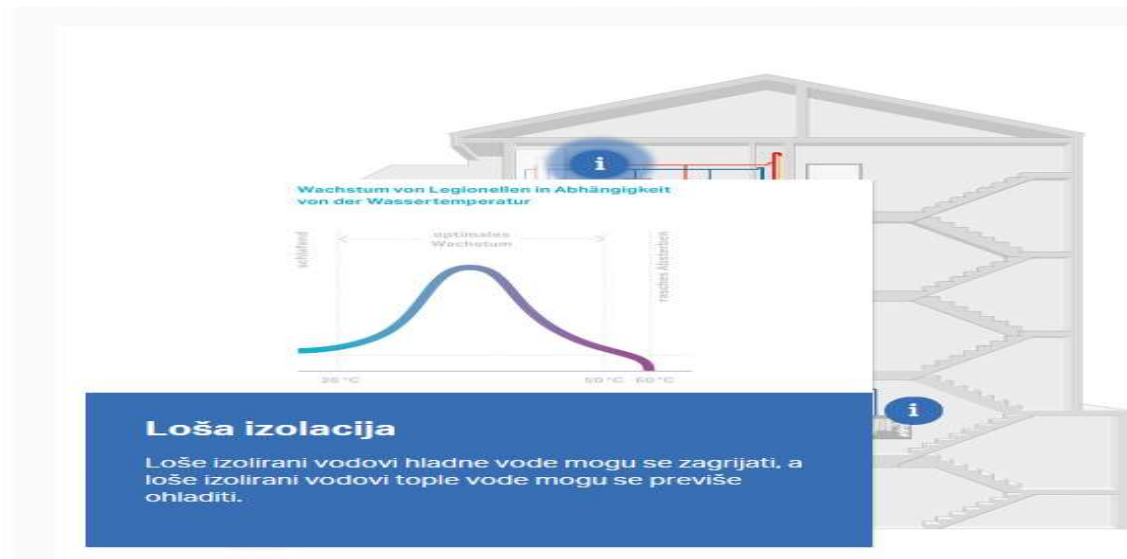 i
Wachstum von Legionellen in Abhängigkeit
von der Wassertemperatur
schlafend
optimales
Wachstum
rasches Absterben
25 °C
50 °C
60 °C
i
Loša izolacija
Loše izolirani vodovi hladne vode mogu se zagrijati, a
loše izolirani vodovi tople vode mogu se previše
ohladiti.